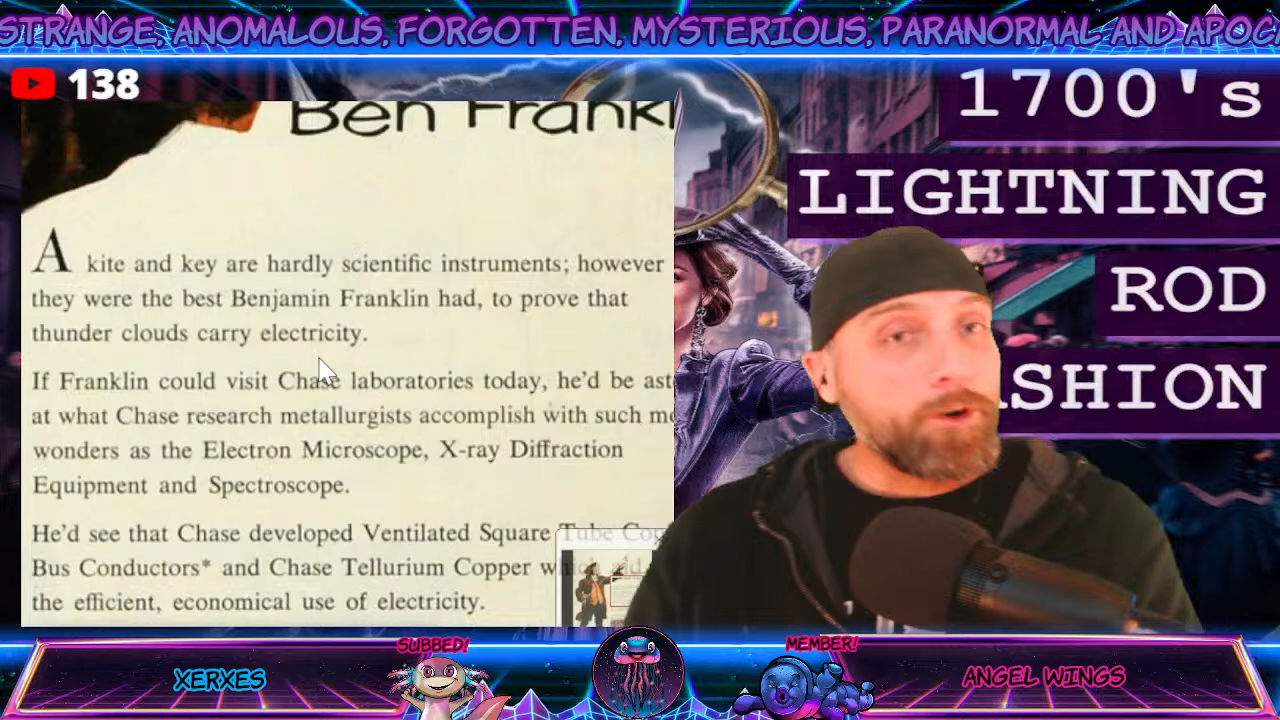 STRANGE, ANOMALOUS, FORGOTTEN, MYSTERIOUS, PARANORMAL AND
138
Ben
A kite and key are hardly scientific instruments; however
they were the best Benjamin Franklin had, to prove that
thunder clouds carry electricity.
If Franklin could visit Chase laboratories today, he'd be
at what Chase research metallurgists accomplish with such
wonders as the Electron Microscope, X-ray Diffraction
Equipment and Spectroscope.
He'd see that Chase developed Ventilated Square Tube
Bus Conductors* and Chase Tellurium Copper
the efficient, economical use of electricity.
1700's
LIGHTNING
ROD
SUBBED!
XERXES
MEMBER!
ANGEL WINGS